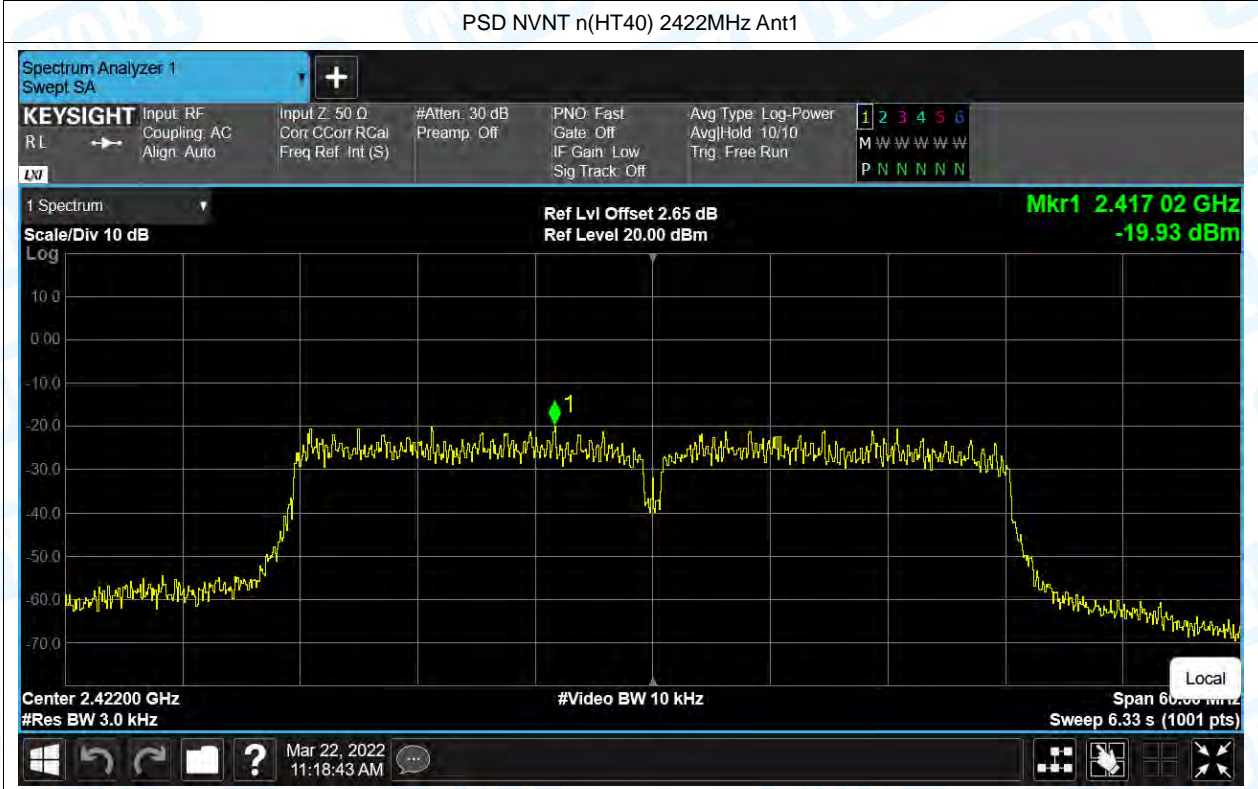 PSD NVNT n(HT40) 2422MHz Ant1
Spectrum Analyzer 1
Swept SA
KEYSIGHT
RL
LXI
Input: RF
Coupling: AC
Align: Auto
Input Z: 50 Ω
Corr CCorr RCal
Freq Ref: Int (S)
#Atten: 30 dB
Preamp: Off
PNO: Fast
Gate: Off
IF Gain: Low
Sig Track: Off
Avg Type: Log-Power
Avg|Hold: 10/10
Trig: Free Run
1 2 3 4 5 6
M W W W W W
P N N N N N
1 Spectrum
Scale/Div 10 dB
Log
Ref Lvl Offset 2.65 dB
Ref Level 20.00 dBm
Mkr1 2.417 02 GHz
-19.93 dBm
10.0
0.00
-10.0
1
-20.0
-30.0
-40.0
-50.0
-60.0
-70.0
Local
Center 2.42200 GHz
#Video BW 10 kHz
Span 60.00 MHz
#Res BW 3.0 kHz
Sweep 6.33 s (1001 pts)
Mar 22, 2022
11:18:43 AM